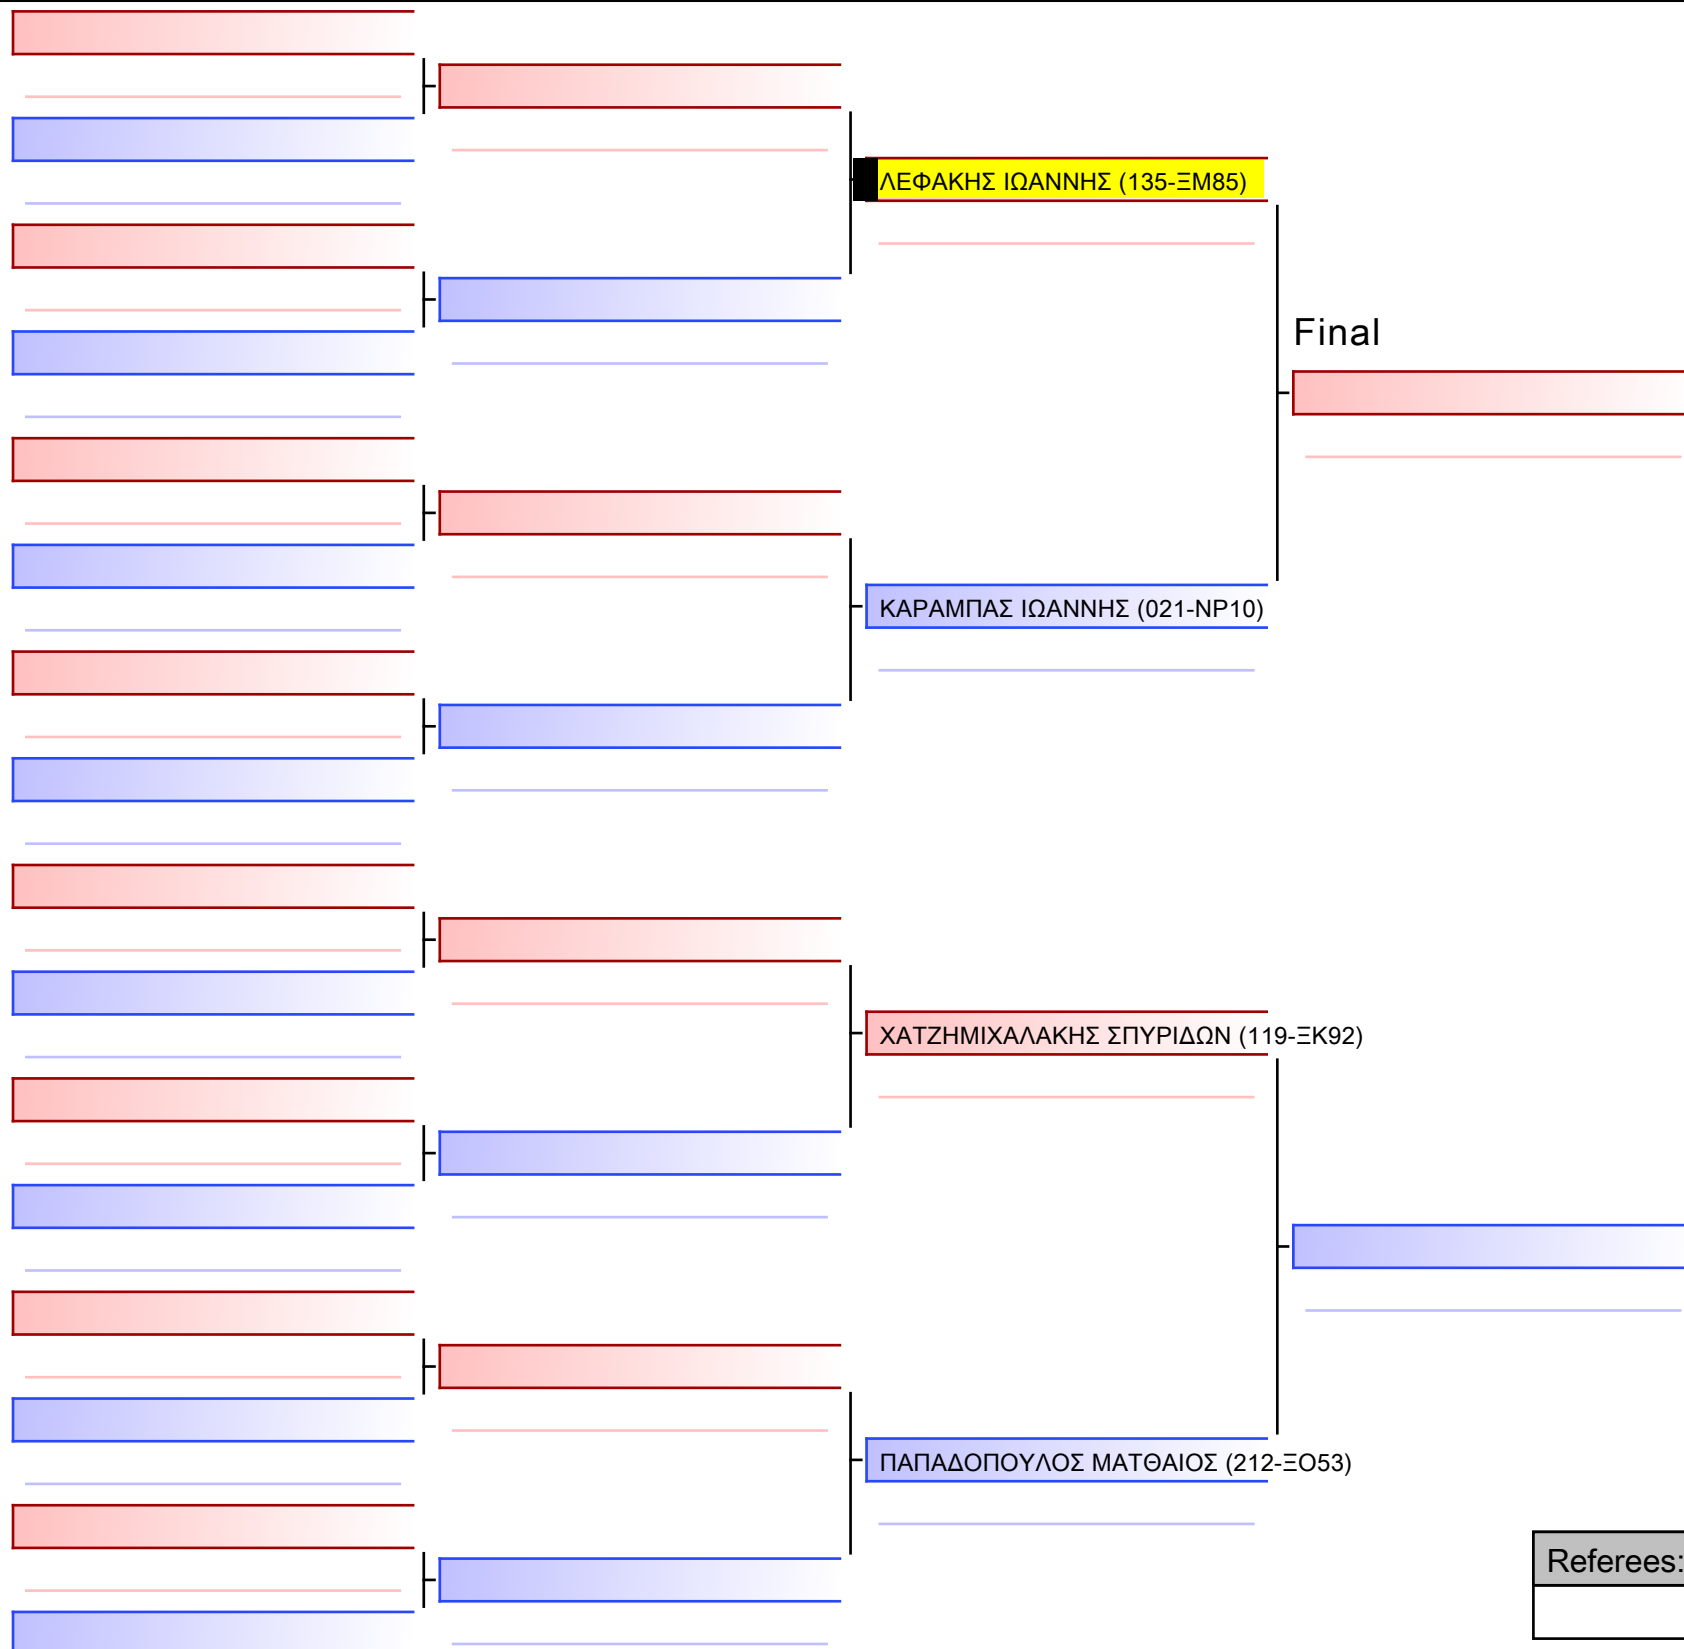 ΛΕΦΑΚΗΣ ΙΩΑΝΝΗΣ (135-ΞΜ85)
Final
ΚΑΡΑΜΠΑΣ ΙΩΑΝΝΗΣ (021-ΝΡ10)
ΧΑΤΖΗΜΙΧΑΛΑΚΗΣ ΣΠΥΡΙΔΩΝ (119-ΞΚ92)
ΠΑΠΑΔΟΠΟΥΛΟΣ ΜΑΤΘΑΙΟΣ (212-ΞΟ53)
Referees: